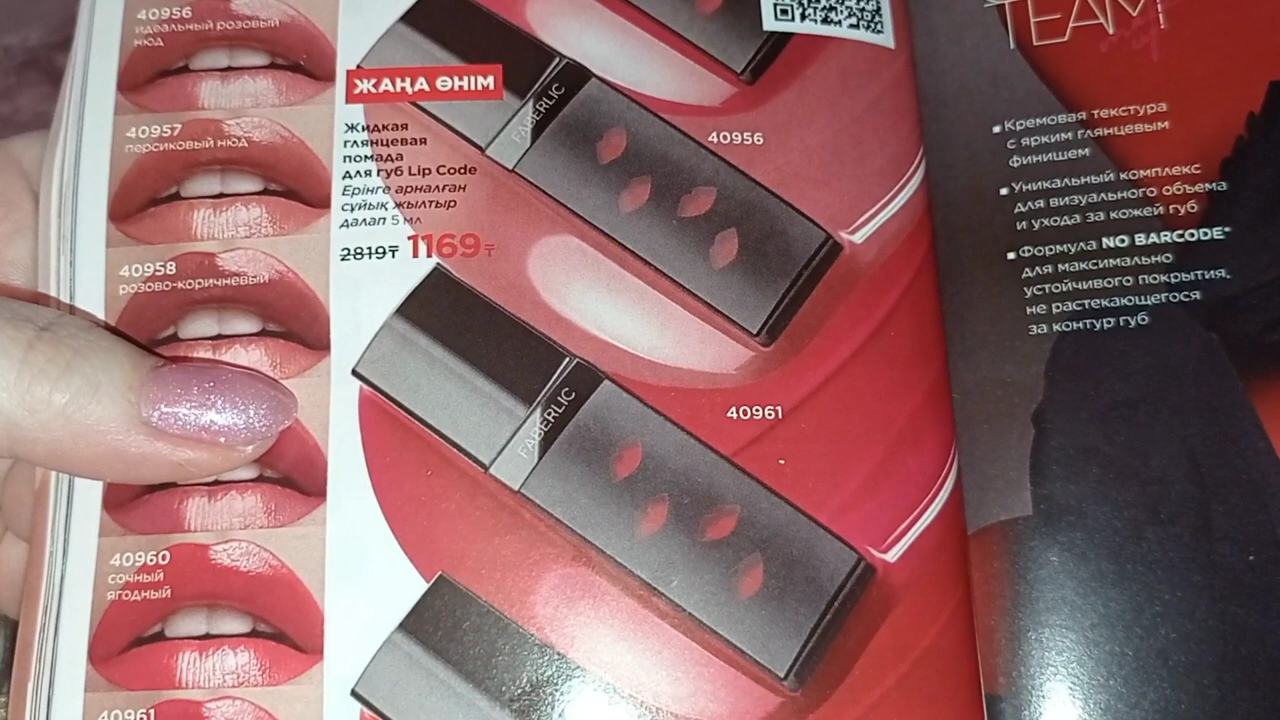 40956
идеальный розовый
нюд
40957
персиковый нюд
40958
розово-коричневый
40960
сочный
ягодный
40961
ЖАҢА ӨНІМ
Жидкая
глянцевая
помада
для губ Lip Code
Ерінге арналған
сұйық жылтыр
далап 5 мл
2819₸ 1169₸
FABERLIC
40956
FABERLIC
40961
TEAM!
Кремовая текстура
с ярким глянцевым
финишем
Уникальный комплекс
для визуального объема
и ухода за кожей губ
Формула NO BARCODE*
для максимально
устойчивого покрытия,
не растекающегося
за контур губ